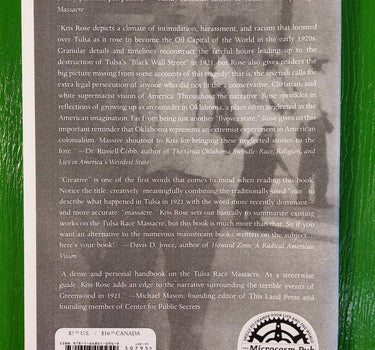 Massacre
"Kris Rose depicts a climate of intimidation, harassment, and racism that loomed
over Tulsa as it rose to become the Oil Capital of the World in the early 1920s.
Granular details and timelines reconstruct the fateful hours leading up to the
destruction of Tulsa's "Black Wall Street" in 1921, but Rose also gives readers the
big picture missing from some accounts of this tragedy; that is, the feverish calls for
extra legal persecution of anyone who did not fit the conservative, Christian, and
white supremacist vision of America. Throughout the narrative, Rose sprinkles in
reflections of growing up as an outsider in Oklahoma, a place often neglected in the
American imagination. Far from being just another "flyover state," Rose gives us this
important reminder that Oklahoma represents an extremist experiment in American
colonialism. Massive shoutout to Kris for bringing these neglected stories to the
fore." —Dr. Russell Cobb, author of The Great Oklahoma Swindle: Race, Religion, and
Lies in America's Weirdest State
"Creative" is one of the first words that comes to mind when reading this book.
Notice the title: creatively meaningfully combining the traditionally-used "riot" to
describe what happened in Tulsa in 1921 with the word more recently dominant—
and more accurate "massacre." Kris Rose sets out basically to summarize existing
works on the Tulsa Race Massacre, but this book is much more than that. So if you
want an alternative to the numerous mainstream books written on the subject...
here's your book! —Davis D. Joyce, author of Howard Zinn: A Radical American
Vision
"A dense and personal handbook on the Tulsa Race Massacre. As a streetwise
guide, Kris Rose adds an edge to the narrative surrounding the terrible events of
Greenwood in 1921." —Michael Mason, founding editor of This Land Press and
founding member of Center for Public Secrets
$7.95 U.S. / $10.95 CANADA
50795>
Microcosm Pub